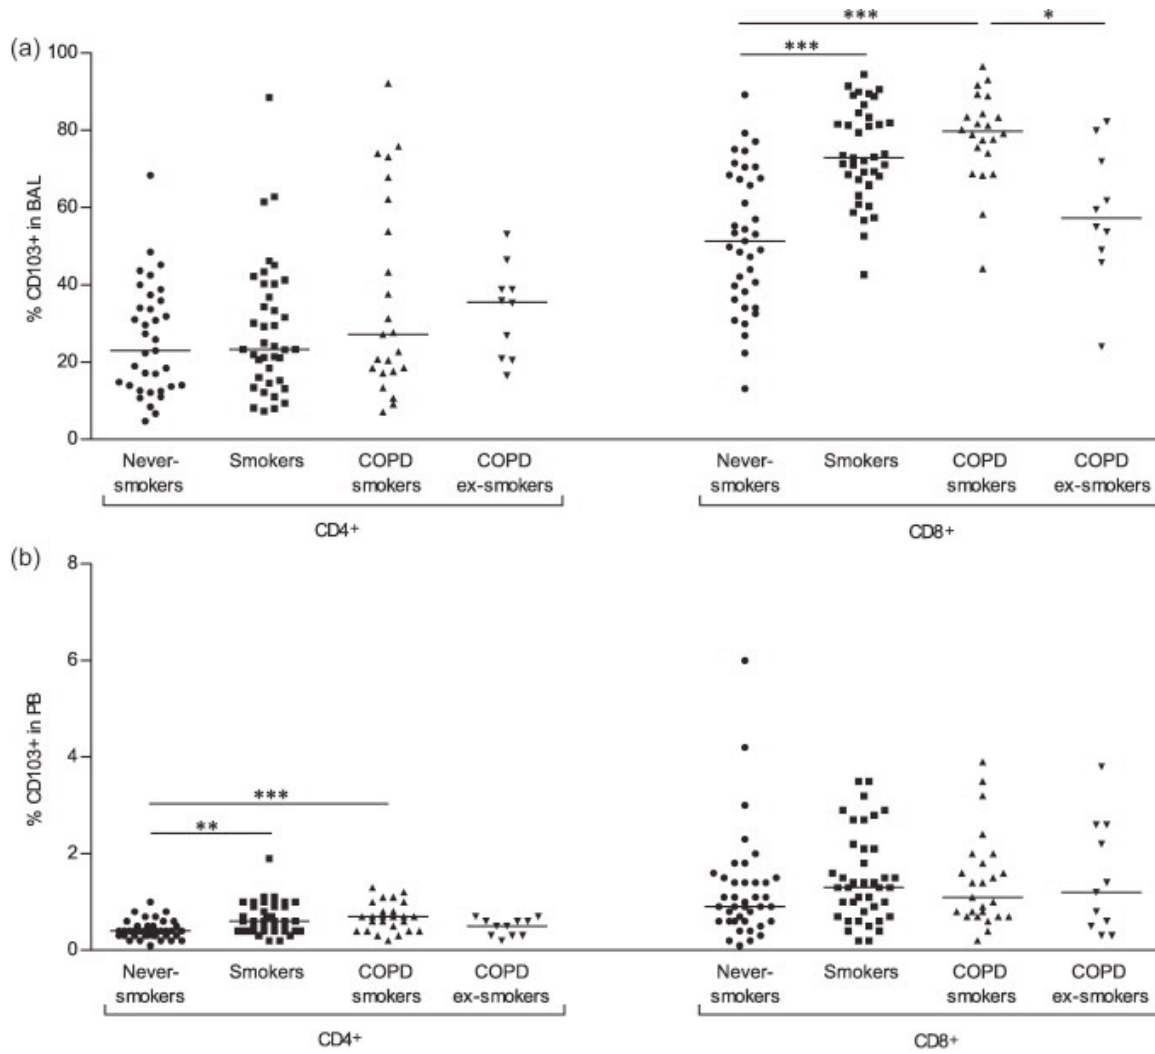 *** *
(a) ***
100
80
60
40
20
0
% CD103+ in BAL
Never- Smokers COPD COPD Never- Smokers COPD COPD
smokers smokers ex-smokers smokers smokers ex-smokers
CD4+ CD8+
(b)
8
6
4
2
0
% CD103+ in PB
***
**
Never- Smokers COPD COPD Never- Smokers COPD COPD
smokers smokers ex-smokers smokers smokers ex-smokers
CD4+ CD8+